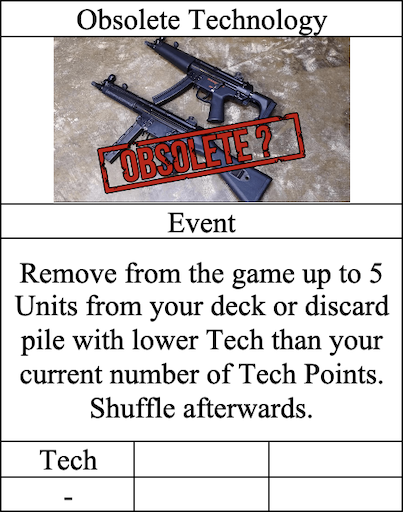 Obsolete Technology
OBSOLETE?
Event
Remove from the game up to 5
Units from your deck or discard
pile with lower Tech than your
current number of Tech Points.
Shuffle afterwards.
Tech
-